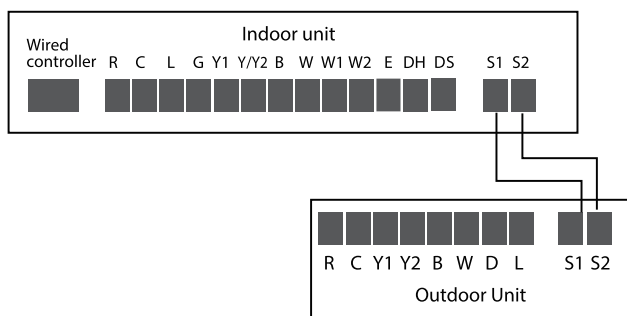 Indoor unit
Wired
controller R C L G Y1 Y/Y2 B W W1 W2 E DH DS S1 S2
R C Y1 Y2 B W D L S1 S2
Outdoor Unit